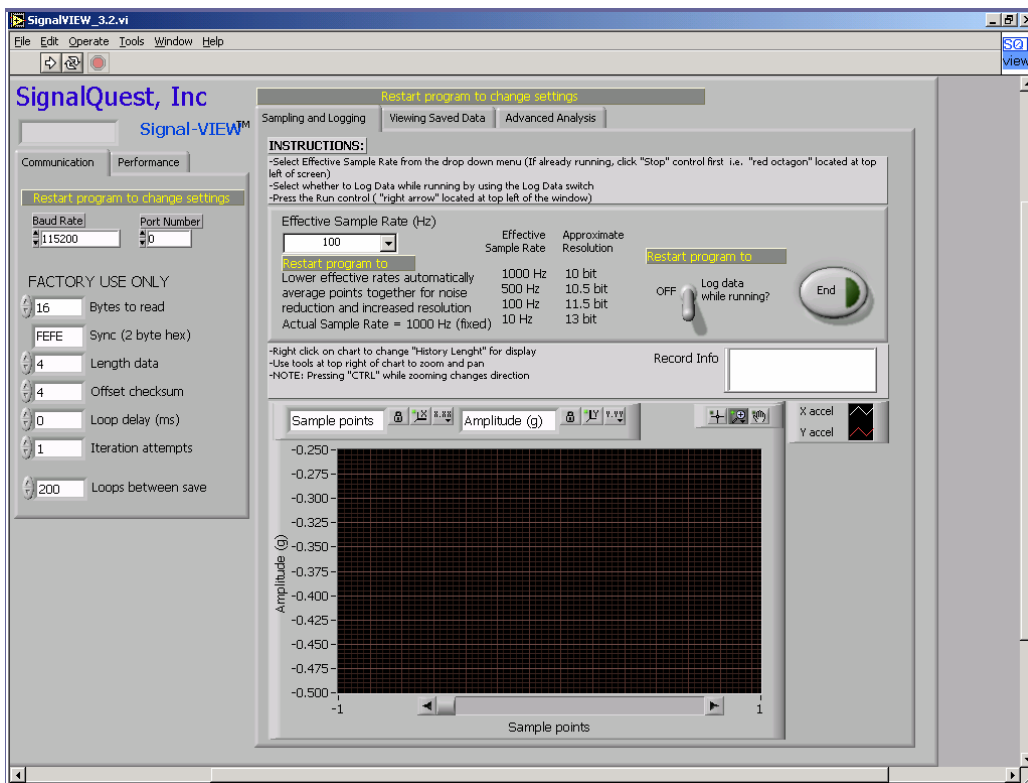 SignalVIEW_3.2.vi
File Edit Operate Tools Window Help
SQ
view
SignalQuest, Inc
Signal-VIEW™
Communication
Performance
Restart program to change settings
Baud Rate
Port Number
115200
0
FACTORY USE ONLY
16 Bytes to read
FEFE Sync (2 byte hex)
4 Length data
4 Offset checksum
0 Loop delay (ms)
1 Iteration attempts
200 Loops between save
Restart program to change settings
Sampling and Logging
Viewing Saved Data
Advanced Analysis
INSTRUCTIONS:
-Select Effective Sample Rate from the drop down menu (If already running, click "Stop" control first i.e. "red octagon" located at top
left of screen)
-Select whether to Log Data while running by using the Log Data switch
-Press the Run control ( "right arrow" located at top left of the window)
Effective Sample Rate (Hz)
100
Restart program to
Lower effective rates automatically
average points together for noise
reduction and increased resolution
Actual Sample Rate = 1000 Hz (fixed)
Effective Approximate
Sample Rate Resolution
1000 Hz 10 bit
500 Hz 10.5 bit
100 Hz 11.5 bit
10 Hz 13 bit
Restart program to
OFF
Log data
while running?
End
-Right click on chart to change "History Lenght" for display
-Use tools at top right of chart to zoom and pan
-NOTE: Pressing "CTRL" while zooming changes direction
Record Info
Sample points
X
X.XX
Amplitude (g)
Y
Y.YY
X accel
Y accel
-0.250
-0.275
-0.300
-0.325
-0.350
-0.375
-0.400
-0.425
-0.450
-0.475
-0.500
Amplitude (g)
-1
1
Sample points